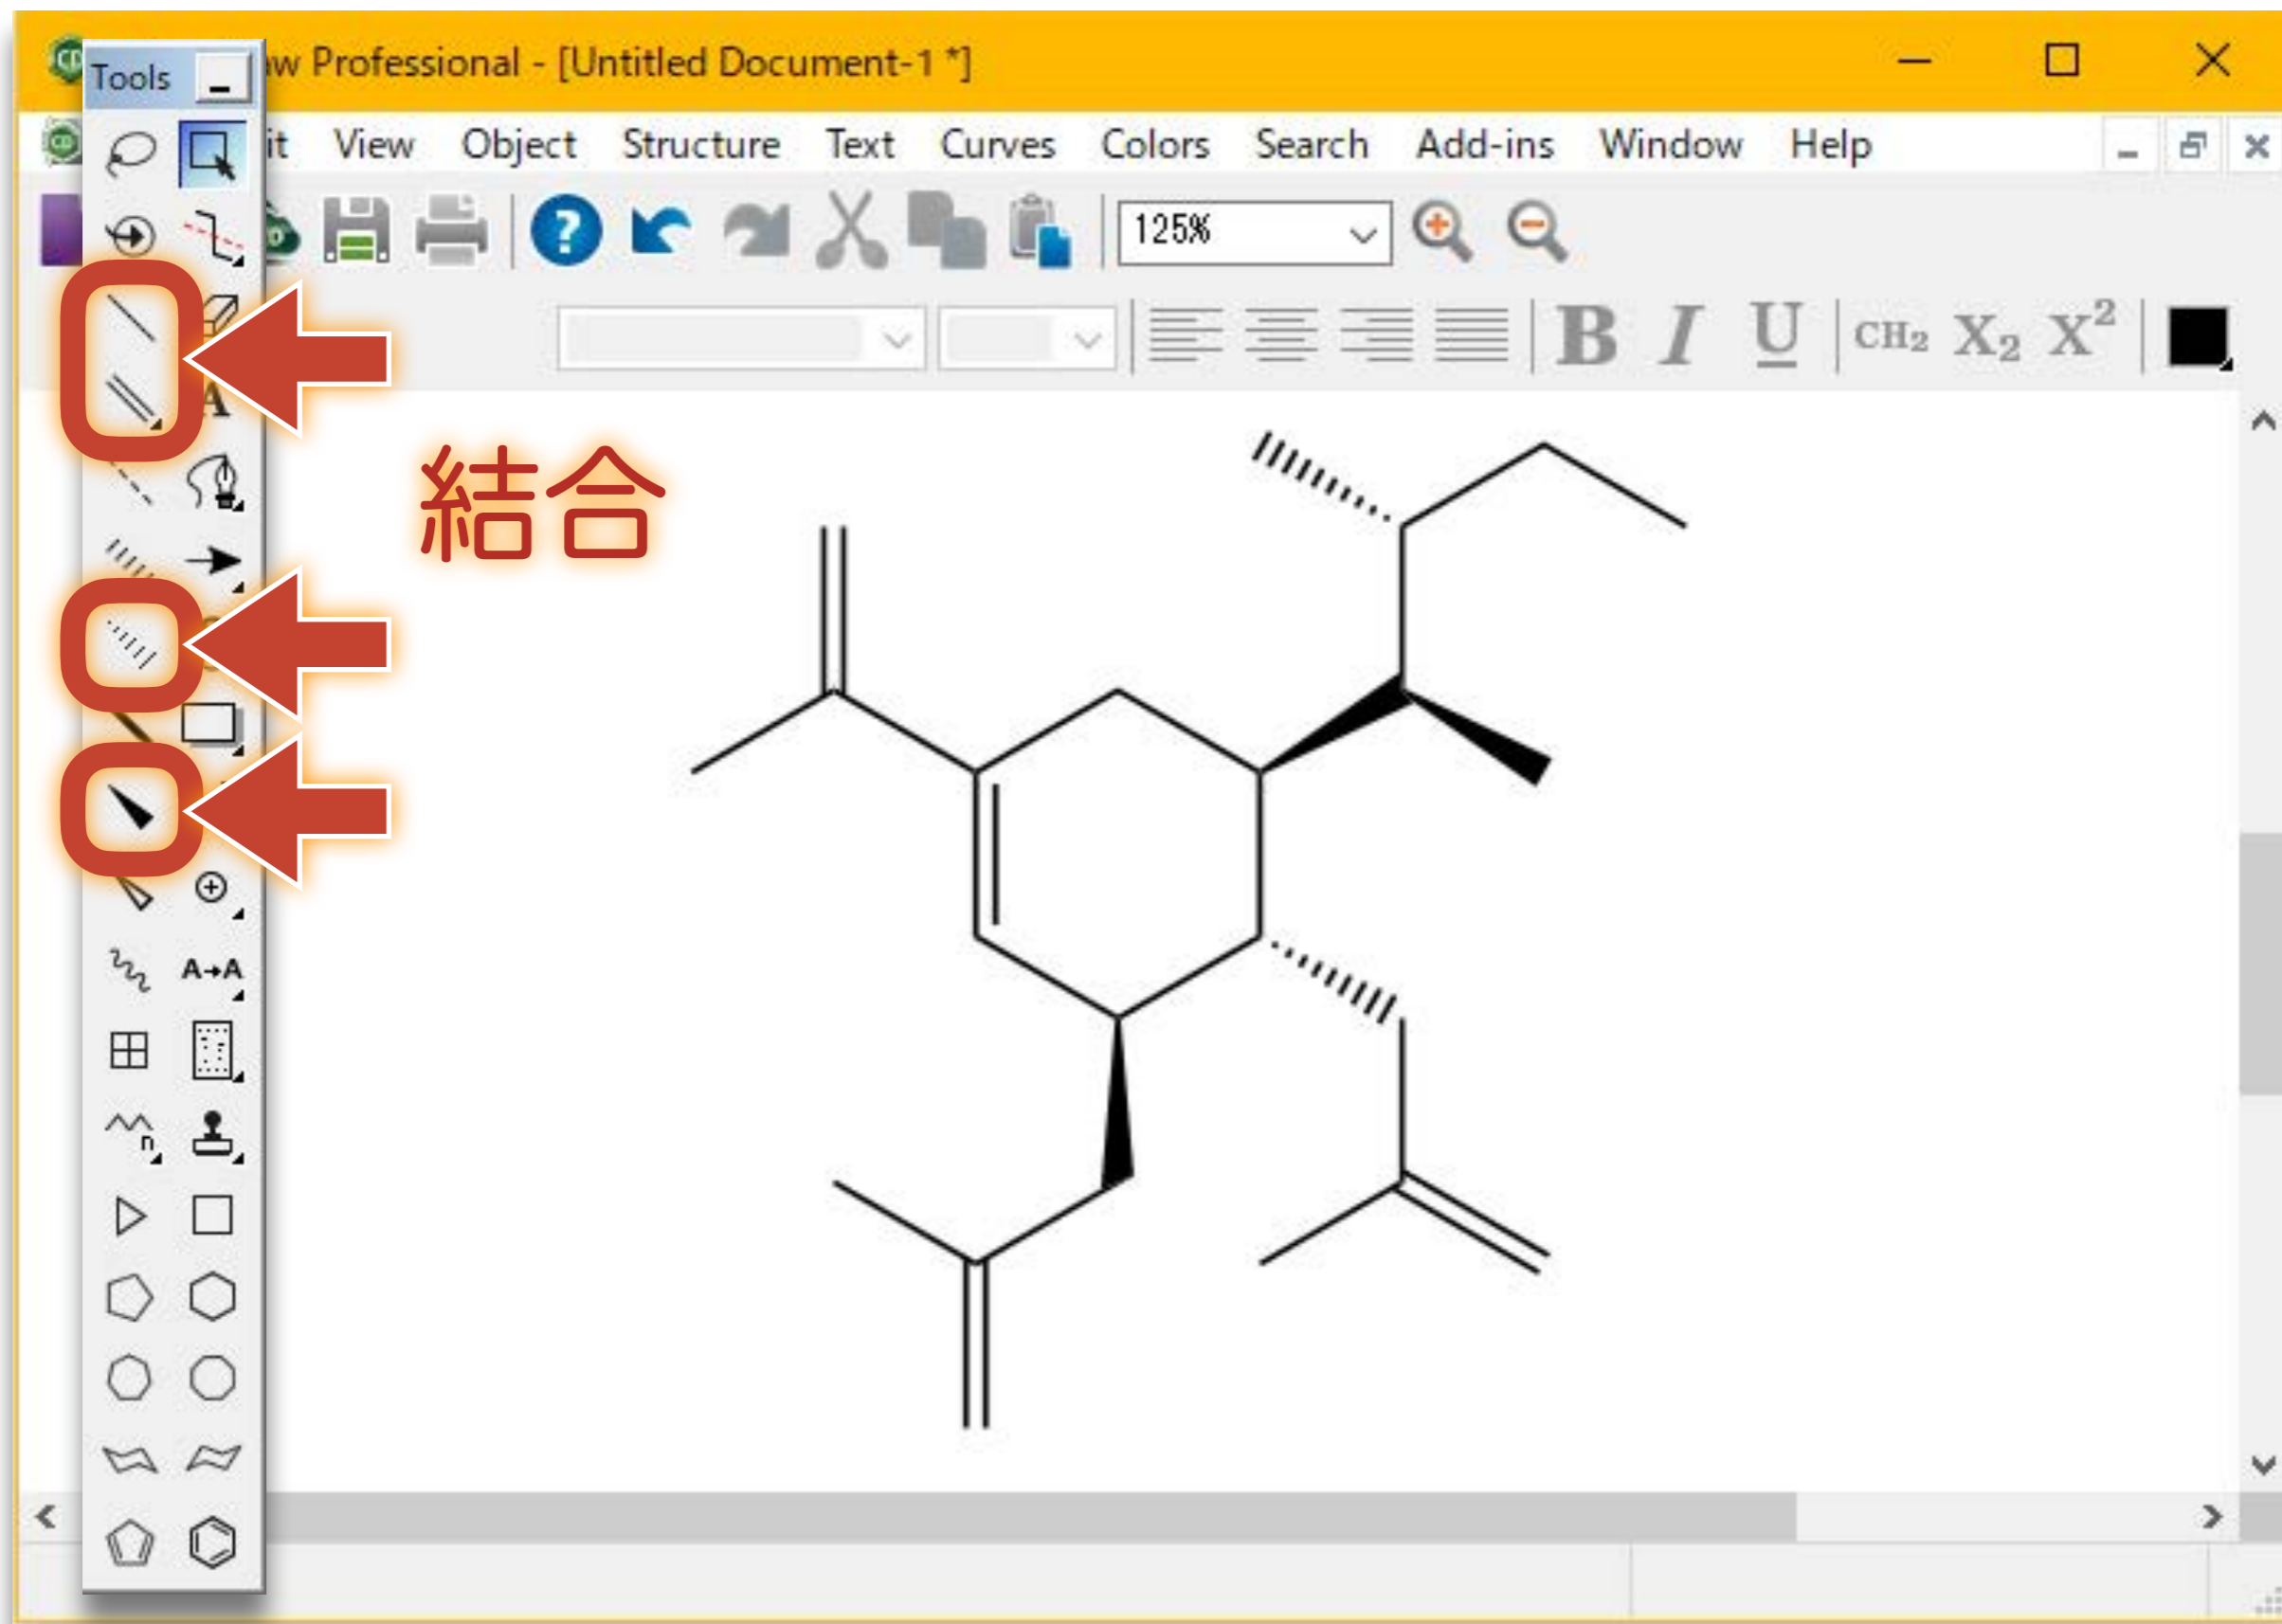 Tools
w Professional - [Untitled Document-1 *]
it View Object Structure Text Curves Colors Search Add-ins Window Help
125%
B I U CH₂ X₂ X²
A
結合
A→A
n